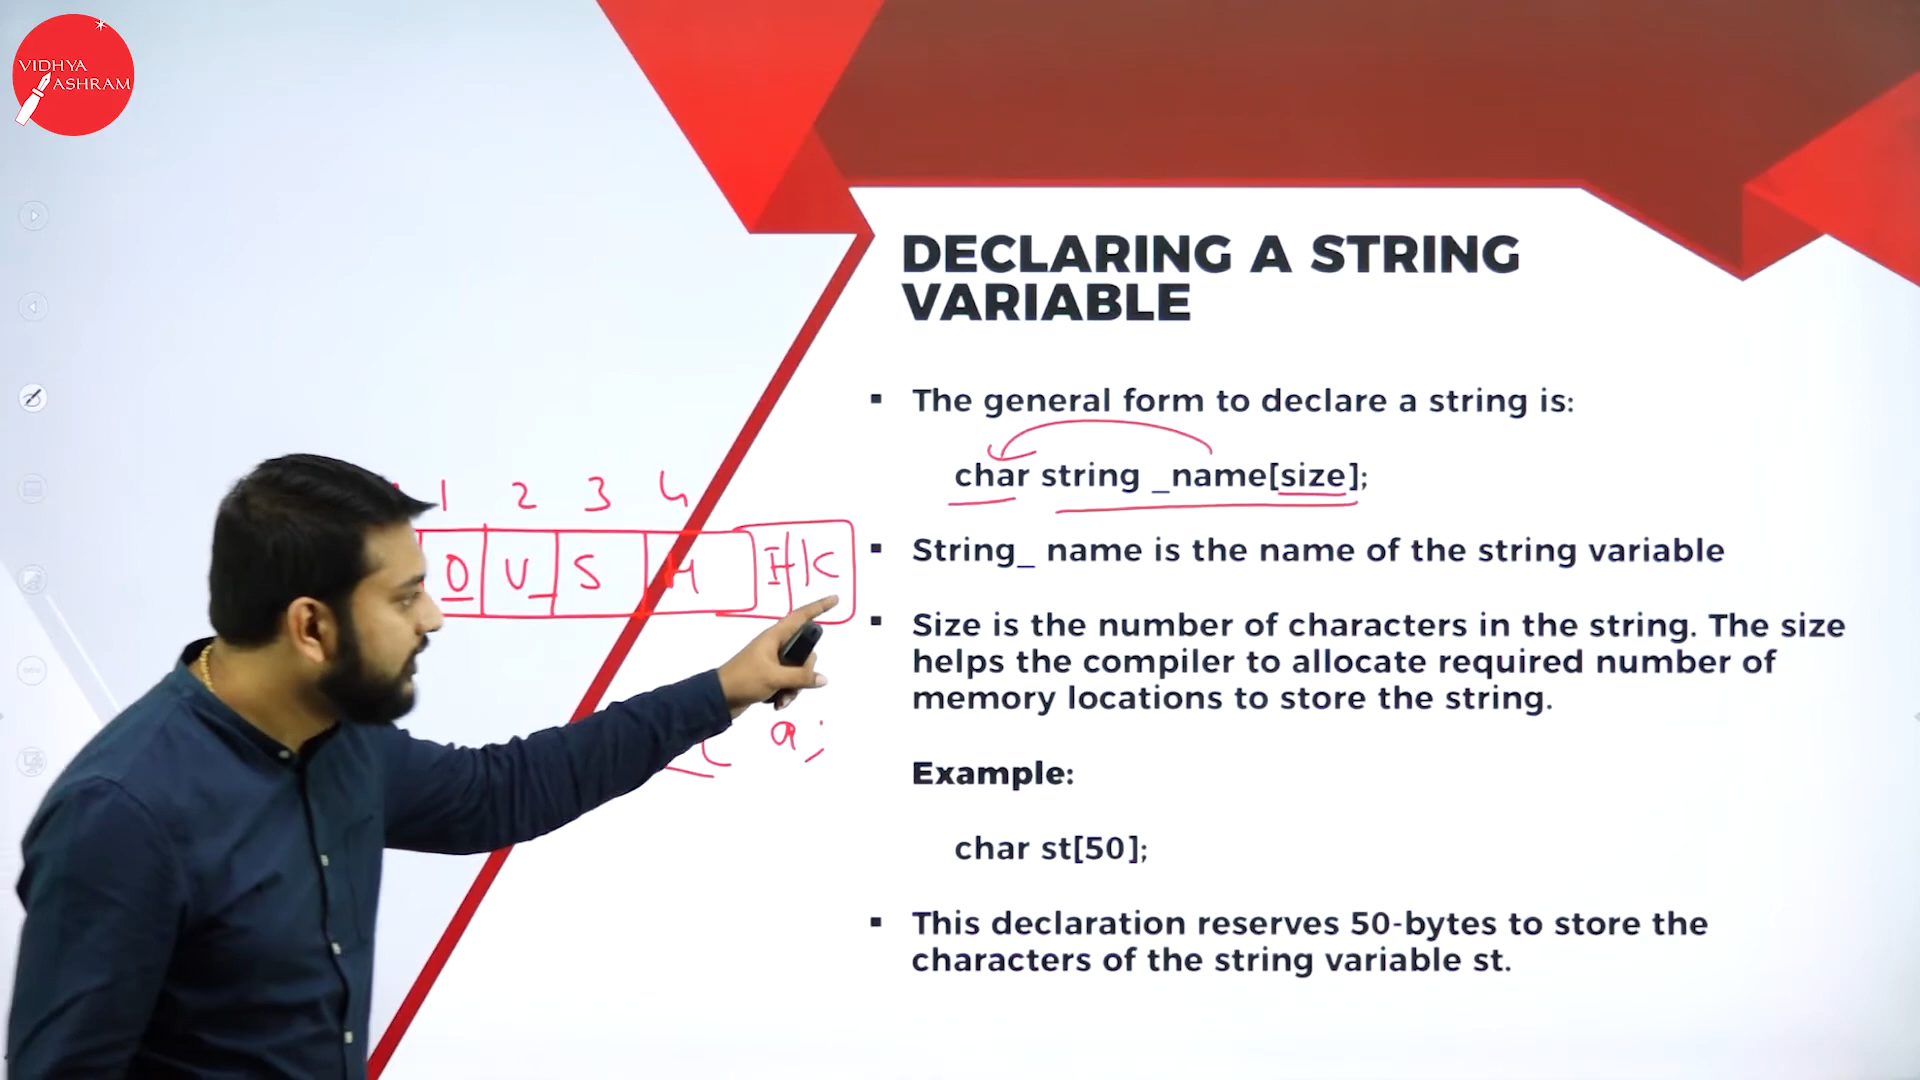 VIDHYA
ASHRAM
DECLARING A STRING
VARIABLE
▪ The general form to declare a string is:
char string _name[size];
1 2 3 4
O U S H I K
▪ String_ name is the name of the string variable
▪ Size is the number of characters in the string. The size
helps the compiler to allocate required number of
memory locations to store the string.
a;
Example:
char st[50];
▪ This declaration reserves 50-bytes to store the
characters of the string variable st.